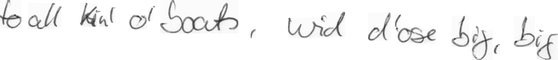 to all kin' o' boats, wid d'ose big, big